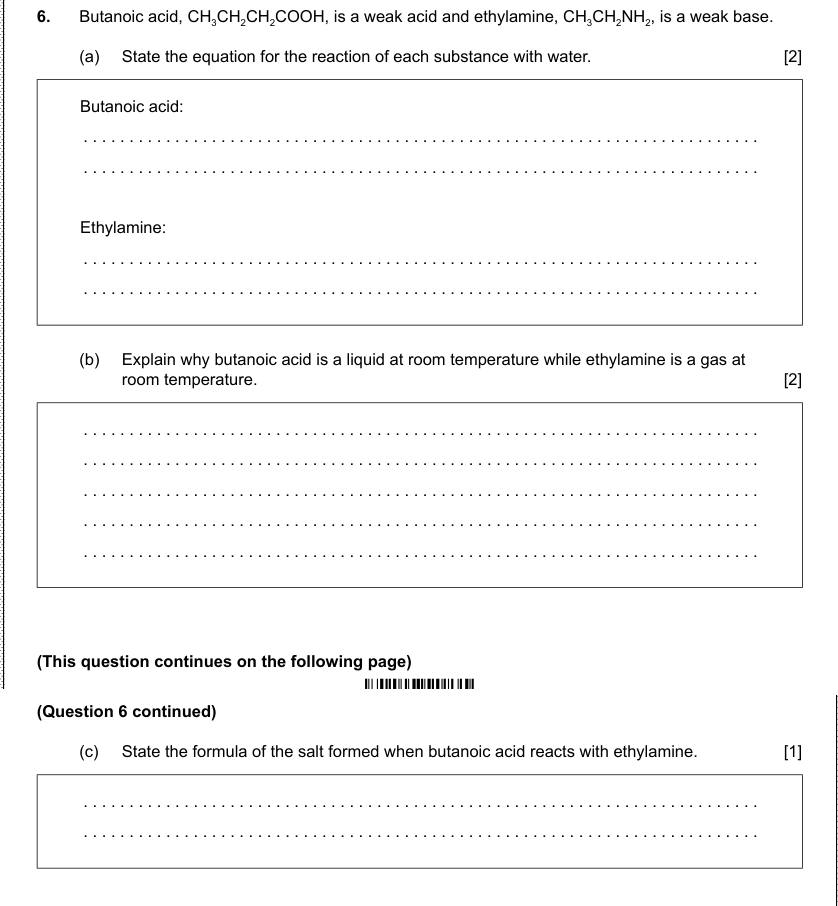 6. Butanoic acid, CH₃CH₂CH₂COOH, is a weak acid and ethylamine, CH₃CH₂NH₂, is a weak base.
(a) State the equation for the reaction of each substance with water. [2]
Butanoic acid:
Ethylamine:
(b) Explain why butanoic acid is a liquid at room temperature while ethylamine is a gas at
room temperature. [2]
(This question continues on the following page)
(Question 6 continued)
(c) State the formula of the salt formed when butanoic acid reacts with ethylamine. [1]